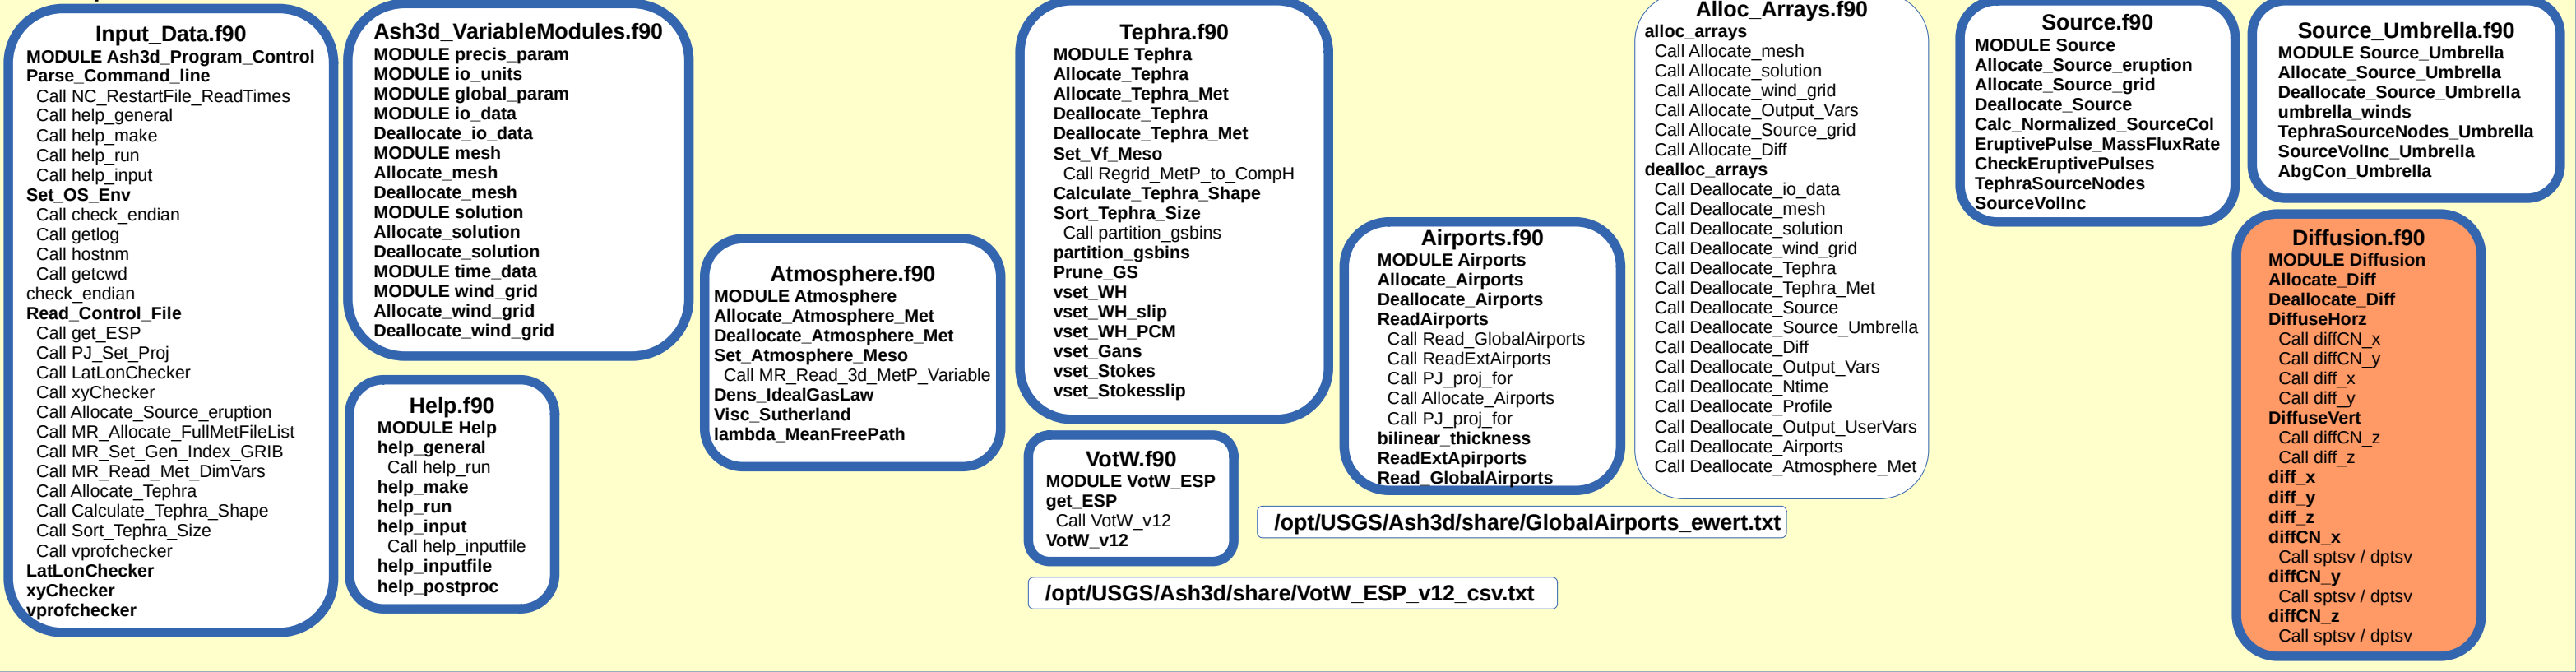 Input_Data.f90
MODULE Ash3d_Program_Control
Parse_Command_line
Call NC_RestartFile_ReadTimes
Call help_general
Call help_make
Call help_run
Call help_input
Set_OS_Env
Call check_endian
Call getlog
Call hostnm
Call getcwd
check_endian
Read_Control_File
Call get_ESP
Call PJ_Set_Proj
Call LatLonChecker
Call xyChecker
Call Allocate_Source_eruption
Call MR_Allocate_FullMetFileList
Call MR_Set_Gen_Index_GRIB
Call MR_Read_Met_DimVars
Call Allocate_Tephra
Call Calculate_Tephra_Shape
Call Sort_Tephra_Size
Call vprofchecker
LatLonChecker
xyChecker
vprofchecker
Ash3d_VariableModules.f90
MODULE precis_param
MODULE io_units
MODULE global_param
MODULE io_data
Deallocate_io_data
MODULE mesh
Allocate_mesh
Deallocate_mesh
MODULE solution
Allocate_solution
Deallocate_solution
MODULE time_data
MODULE wind_grid
Allocate_wind_grid
Deallocate_wind_grid
Help.f90
MODULE Help
help_general
Call help_run
help_make
help_run
help_input
Call help_inputfile
help_inputfile
help_postproc
Atmosphere.f90
MODULE Atmosphere
Allocate_Atmosphere_Met
Deallocate_Atmosphere_Met
Set_Atmosphere_Meso
Call MR_Read_3d_MetP_Variable
Dens_IdealGasLaw
Visc_Sutherland
lambda_MeanFreePath
Tephra.f90
MODULE Tephra
Allocate_Tephra
Allocate_Tephra_Met
Deallocate_Tephra
Deallocate_Tephra_Met
Set_Vf_Meso
Call Regrid_MetP_to_CompH
Calculate_Tephra_Shape
Sort_Tephra_Size
Call partition_gsbins
partition_gsbins
Prune_GS
vset_WH
vset_WH_slip
vset_WH_PCM
vset_Gans
vset_Stokes
vset_Stokesslip
VotW.f90
MODULE VotW_ESP
get_ESP
Call VotW_v12
VotW_v12
/opt/USGS/Ash3d/share/GlobalAirports_ewert.txt
/opt/USGS/Ash3d/share/VotW_ESP_v12_csv.txt
Airports.f90
MODULE Airports
Allocate_Airports
Deallocate_Airports
ReadAirports
Call Read_GlobalAirports
Call ReadExtAirports
Call PJ_proj_for
Call Allocate_Airports
Call PJ_proj_for
bilinear_thickness
ReadExtApirports
Read_GlobalAirports
Alloc_Arrays.f90
alloc_arrays
Call Allocate_mesh
Call Allocate_solution
Call Allocate_wind_grid
Call Allocate_Output_Vars
Call Allocate_Source_grid
Call Allocate_Diff
dealloc_arrays
Call Deallocate_io_data
Call Deallocate_mesh
Call Deallocate_solution
Call Deallocate_wind_grid
Call Deallocate_Tephra
Call Deallocate_Tephra_Met
Call Deallocate_Source
Call Deallocate_Source_Umbrella
Call Deallocate_Diff
Call Deallocate_Output_Vars
Call Deallocate_Ntime
Call Deallocate_Profile
Call Deallocate_Output_UserVars
Call Deallocate_Airports
Call Deallocate_Atmosphere_Met
Source.f90
MODULE Source
Allocate_Source_eruption
Allocate_Source_grid
Deallocate_Source
Calc_Normalized_SourceCol
EruptivePulse_MassFluxRate
CheckEruptivePulses
TephraSourceNodes
SourceVolInc
Source_Umbrella.f90
MODULE Source_Umbrella
Allocate_Source_Umbrella
Deallocate_Source_Umbrella
umbrella_winds
TephraSourceNodes_Umbrella
SourceVolInc_Umbrella
AbgCon_Umbrella
Diffusion.f90
MODULE Diffusion
Allocate_Diff
Deallocate_Diff
DiffuseHorz
Call diffCN_x
Call diffCN_y
Call diff_x
Call diff_y
DiffuseVert
Call diffCN_z
Call diff_z
diff_x
diff_y
diff_z
diffCN_x
Call sptsv / dptsv
diffCN_y
Call sptsv / dptsv
diffCN_z
Call sptsv / dptsv